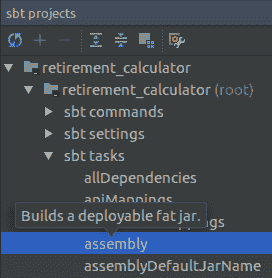 sbt projects
retirement_calculator
retirement_calculator (root)
sbt commands
sbt settings
sbt tasks
allDependencies
apiMappings
Builds a deployable fat jar.
assembly
assemblyDefaultJarName